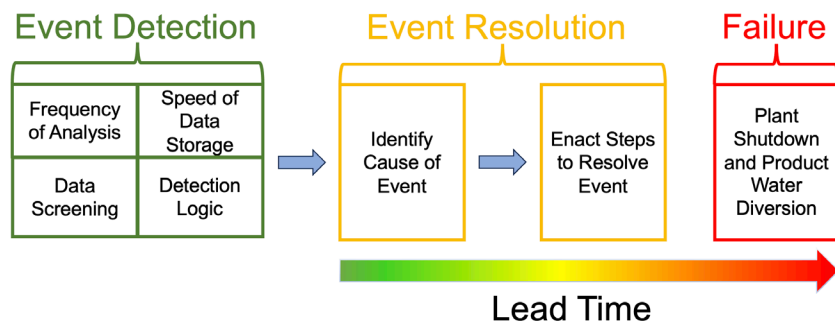 Event Detection
Frequency
of Analysis
Speed of
Data
Storage
Data
Screening
Detection
Logic
Event Resolution
Identify
Cause of
Event
Enact Steps
to Resolve
Event
Failure
Plant
Shutdown
and Product
Water
Diversion
Lead Time